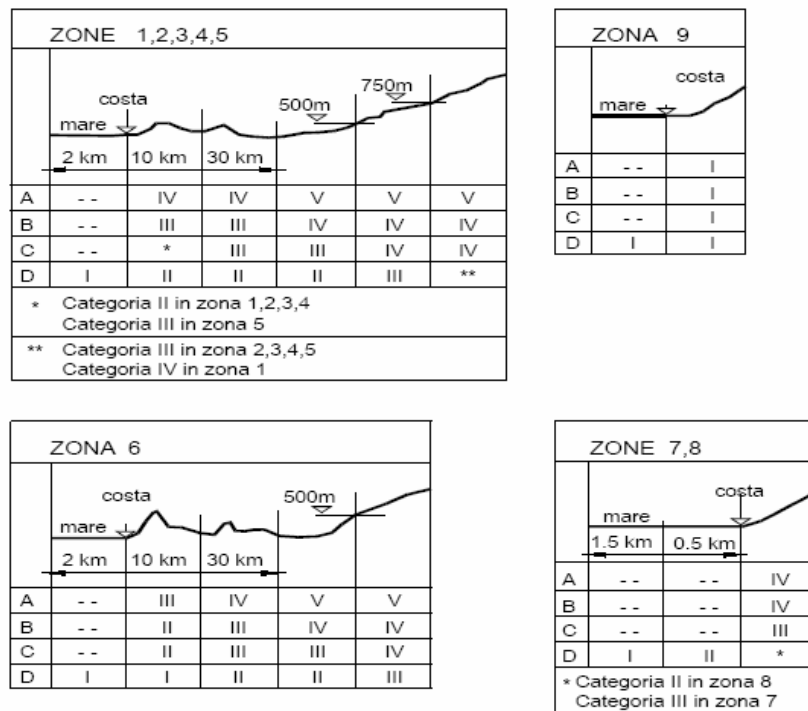 ZONE 1,2,3,4,5
costa
mare
500m
750m
2 km 10 km 30 km
A -- IV IV V V V
B -- III III IV IV IV
C -- * III III IV IV
D I II II II III **
* Categoria II in zona 1,2,3,4
Categoria III in zona 5
** Categoria III in zona 2,3,4,5
Categoria IV in zona 1
ZONA 9
costa
mare
A -- I
B -- I
C -- I
D I I
ZONA 6
costa
mare
500m
2 km 10 km 30 km
A -- III IV V V
B -- II III IV IV
C -- II III III IV
D I I II II III
ZONE 7,8
costa
mare
1.5 km 0.5 km
A -- -- IV
B -- -- IV
C -- -- III
D I II *
* Categoria II in zona 8
Categoria III in zona 7